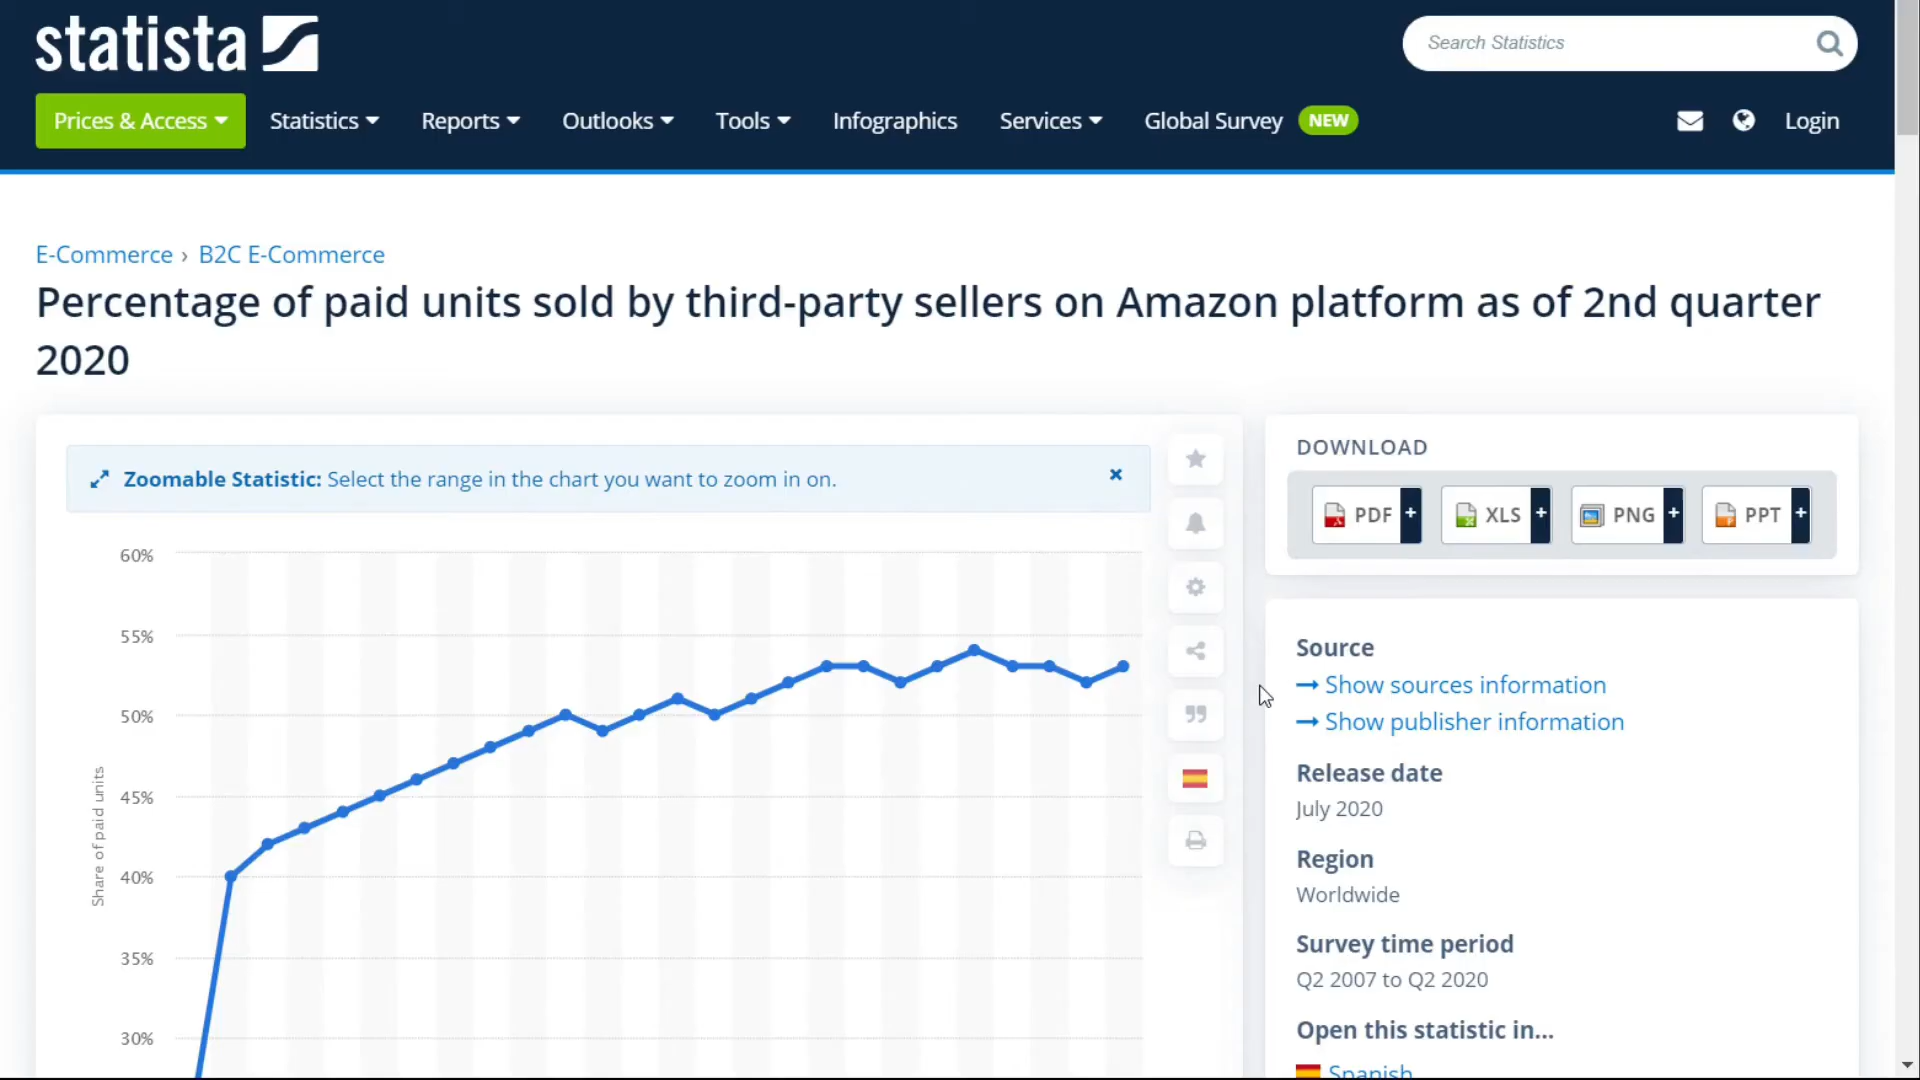 statista
Search Statistics
Prices & Access
Statistics
Reports
Outlooks
Tools
Infographics
Services
Global Survey NEW
Login
E-Commerce › B2C E-Commerce
Percentage of paid units sold by third-party sellers on Amazon platform as of 2nd quarter
2020
Zoomable Statistic: Select the range in the chart you want to zoom in on.
×
60%
55%
50%
45%
40%
35%
30%
Share of paid units
DOWNLOAD
PDF +
XLS +
PNG +
PPT +
Source
→ Show sources information
→ Show publisher information
Release date
July 2020
Region
Worldwide
Survey time period
Q2 2007 to Q2 2020
Open this statistic in...
Spanish